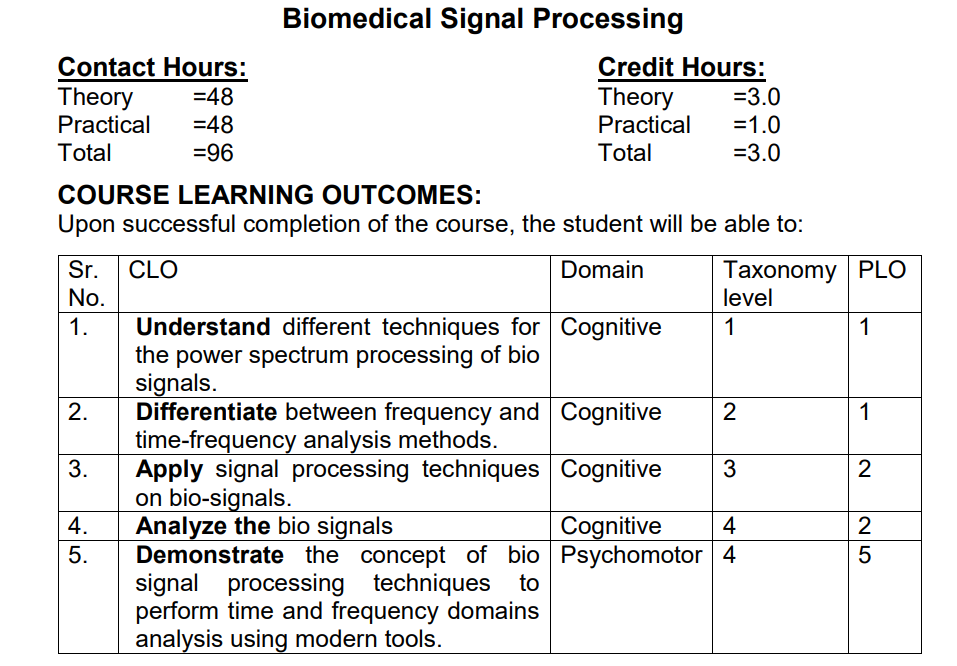 Biomedical Signal Processing
Contact Hours:
Theory =48
Practical =48
Total =96
Credit Hours:
Theory =3.0
Practical =1.0
Total =3.0
COURSE LEARNING OUTCOMES:
Upon successful completion of the course, the student will be able to:
Sr. No. CLO Domain Taxonomy level PLO
1. Understand different techniques for Cognitive 1 1
the power spectrum processing of bio
signals.
2. Differentiate between frequency and Cognitive 2 1
time-frequency analysis methods.
3. Apply signal processing techniques Cognitive 3 2
on bio-signals.
4. Analyze the bio signals Cognitive 4 2
5. Demonstrate the concept of bio Psychomotor 4 5
signal processing techniques to
perform time and frequency domains
analysis using modern tools.